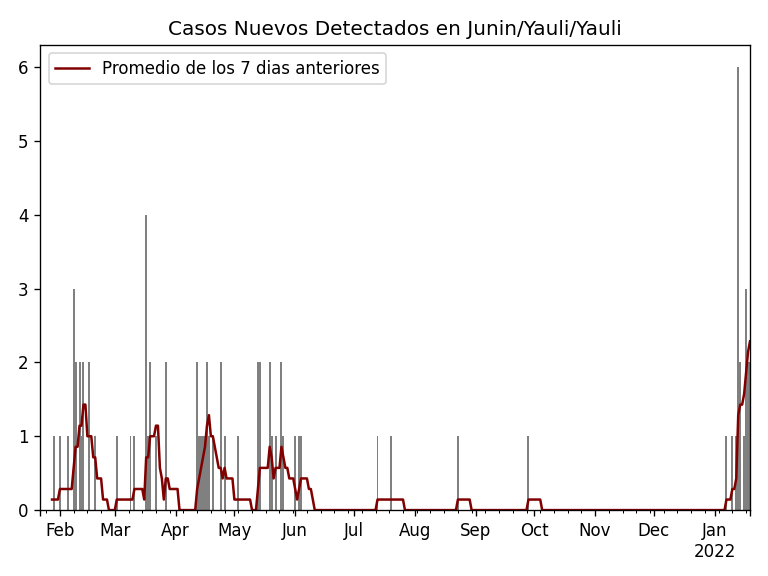 Casos Nuevos Detectados en Junin/Yauli/Yauli
Promedio de los 7 dias anteriores
6
5
4
3
2
1
0
Feb Mar Apr May Jun Jul Aug Sep Oct Nov Dec Jan
2022